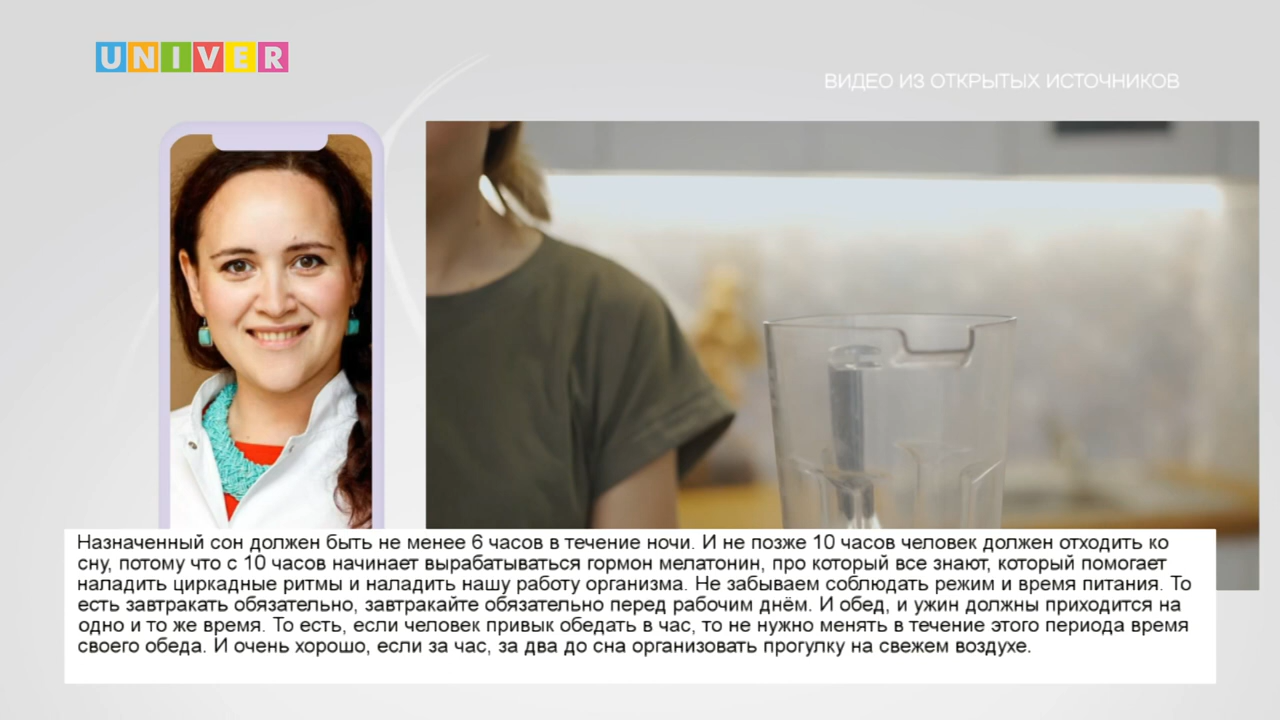 UNIVER
ВИДЕО ИЗ ОТКРЫТЫХ ИСТОЧНИКОВ
Назначенный сон должен быть не менее 6 часов в течение ночи. И не позже 10 часов человек должен отходить ко
сну, потому что с 10 часов начинает вырабатываться гормон мелатонин, про который все знают, который помогает
наладить циркадные ритмы и наладить нашу работу организма. Не забываем соблюдать режим и время питания. То
есть завтракать обязательно, завтракайте обязательно перед рабочим днём. И обед, и ужин должны приходится на
одно и то же время. То есть, если человек привык обедать в час, то не нужно менять в течение этого периода время
своего обеда. И очень хорошо, если за час, за два до сна организовать прогулку на свежем воздухе.